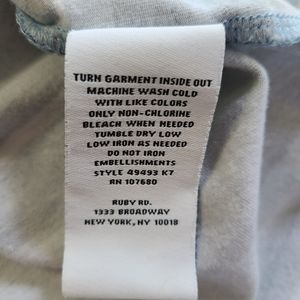 TURN GARMENT INSIDE OUT
MACHINE WASH COLD
WITH LIKE COLORS
ONLY NON-CHLORINE
BLEACH WHEN NEEDED
TUMBLE DRY LOW
LOW IRON AS NEEDED
DO NOT IRON
EMBELLISHMENTS
STYLE 49493 K7
RN 107680
RUBY RD.
1333 BROADWAY
NEW YORK, NY 10018